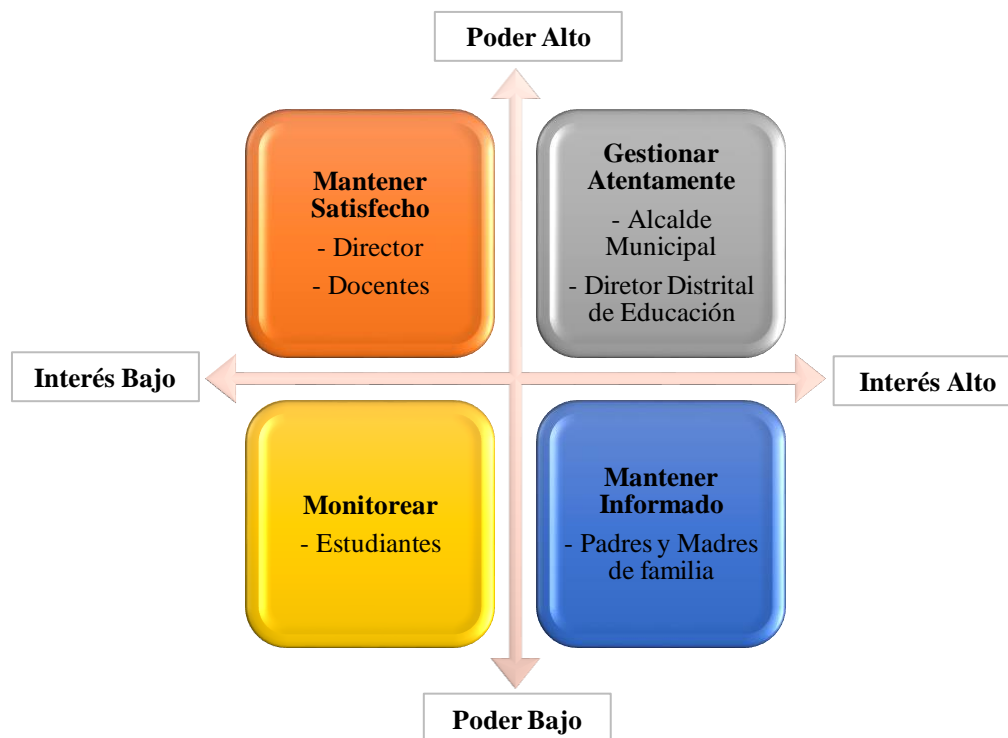 Poder Alto
Mantener
Satisfecho
- Director
- Docentes
Gestionar
Atentamente
- Alcalde
Municipal
- Diretor Distrital
de Educación
Interés Bajo
Interés Alto
Monitorear
- Estudiantes
Mantener
Informado
- Padres y Madres
de familia
Poder Bajo